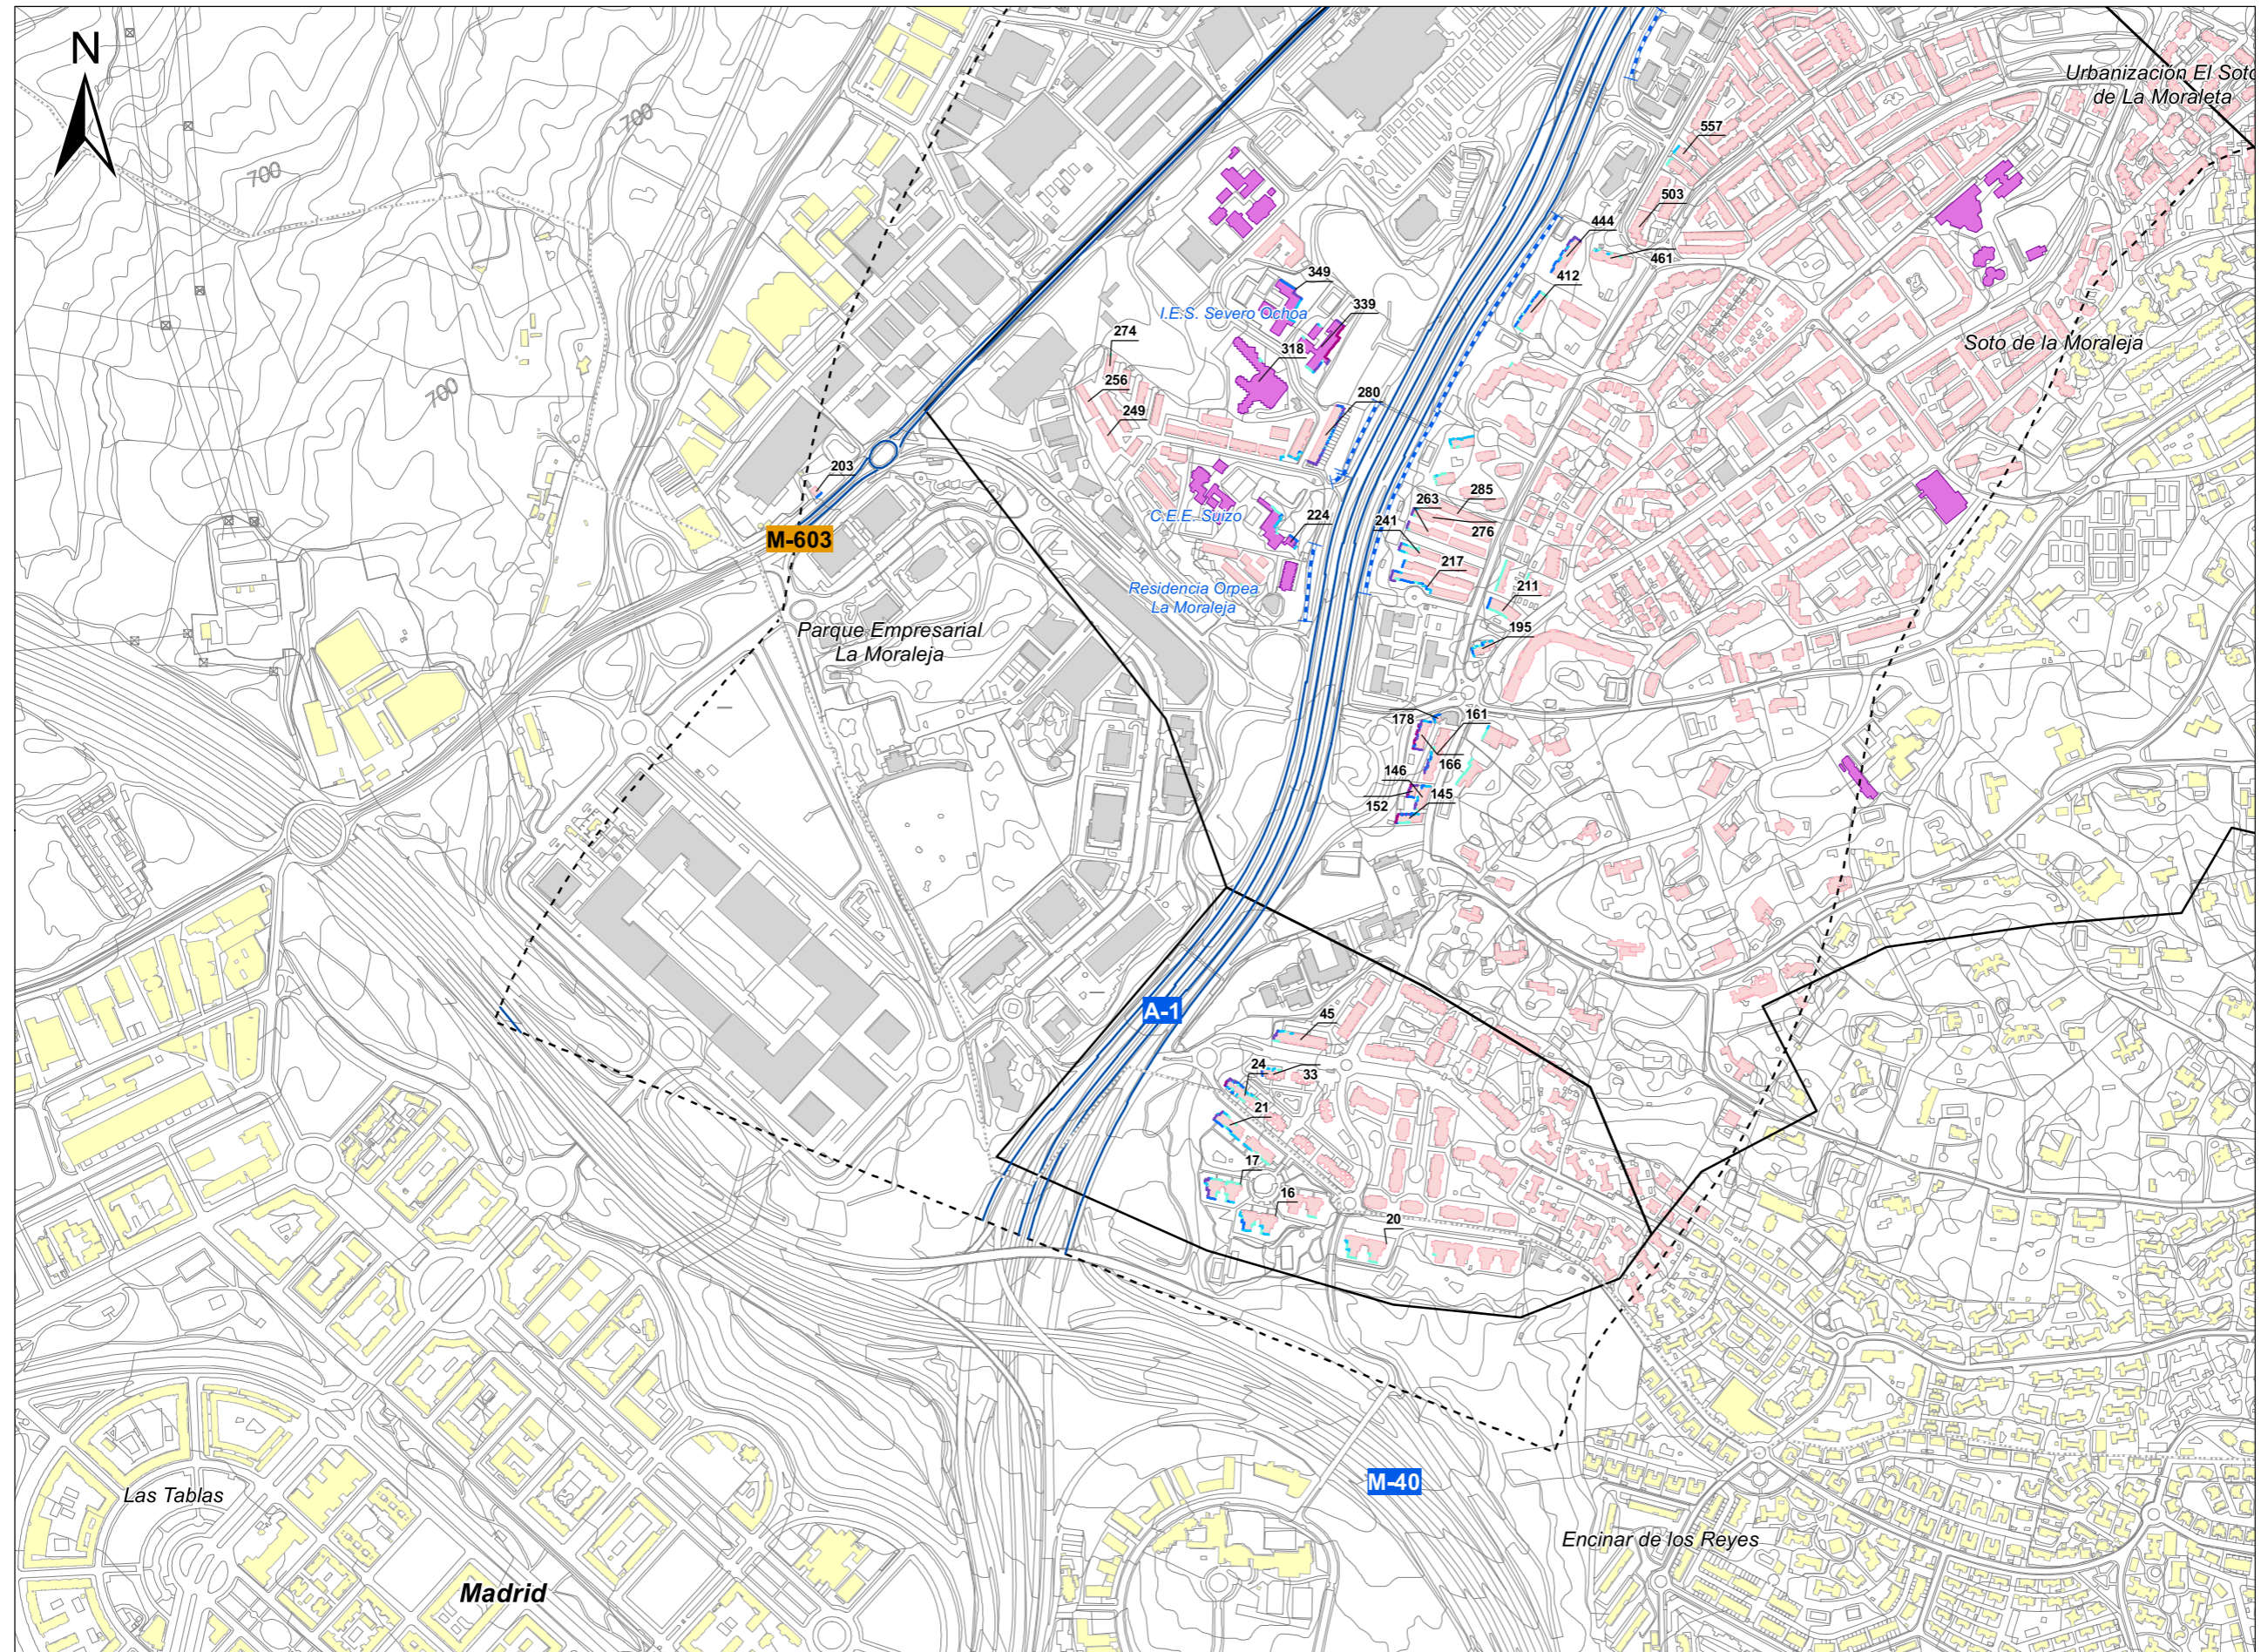 N
Urbanización El Soto
de La Moraleta
700
700
700
557
503
444
461
412
349
I.E.S. Severo Ochoa
339
318
274
256
249
280
Soto de la Moraleja
203
M-603
C.E.E. Suizo
224
263
285
241
276
217
211
195
Residencia Orpea
La Moraleja
Parque Empresarial
La Moraleja
178
161
166
146
152
145
A-1
45
24
33
21
17
16
20
Las Tablas
M-40
Encinar de los Reyes
Madrid